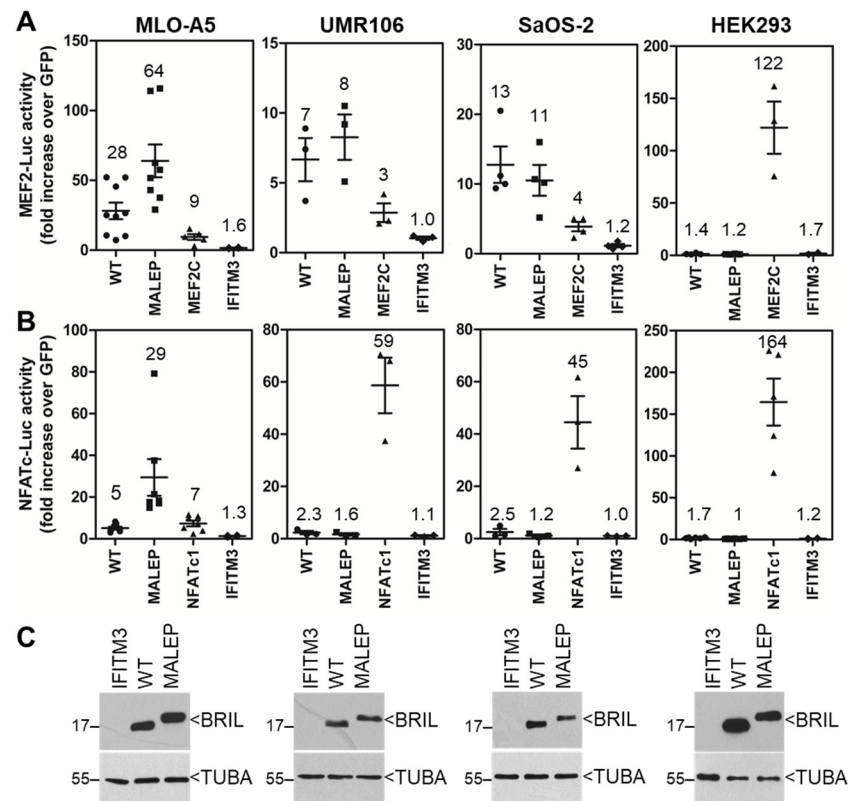 A
MLO-A5
UMR106
SaOS-2
HEK293
MEF2-Luc activity
(fold increase over GFP)
150
100
50
0
28
64
9
1.6
WT
MALEP
MEF2C
IFITM3
15
10
5
0
7
8
3
1.0
WT
MALEP
MEF2C
IFITM3
30
20
10
0
13
11
4
1.2
WT
MALEP
MEF2C
IFITM3
200
150
100
50
0
1.4
1.2
122
1.7
WT
MALEP
MEF2C
IFITM3
B
NFATc-Luc activity
(fold increase over GFP)
100
80
60
40
20
0
5
29
7
1.3
WT
MALEP
NFATc1
IFITM3
80
60
40
20
0
2.3
1.6
59
1.1
WT
MALEP
NFATc1
IFITM3
80
60
40
20
0
2.5
1.2
45
1.0
WT
MALEP
NFATc1
IFITM3
250
200
150
100
50
0
1.7
1
164
1.2
WT
MALEP
NFATc1
IFITM3
C
IFITM3
WT
MALEP
17
<BRIL
55
<TUBA
IFITM3
WT
MALEP
17
<BRIL
55
<TUBA
IFITM3
WT
MALEP
17
<BRIL
55
<TUBA
IFITM3
WT
MALEP
17
<BRIL
55
<TUBA